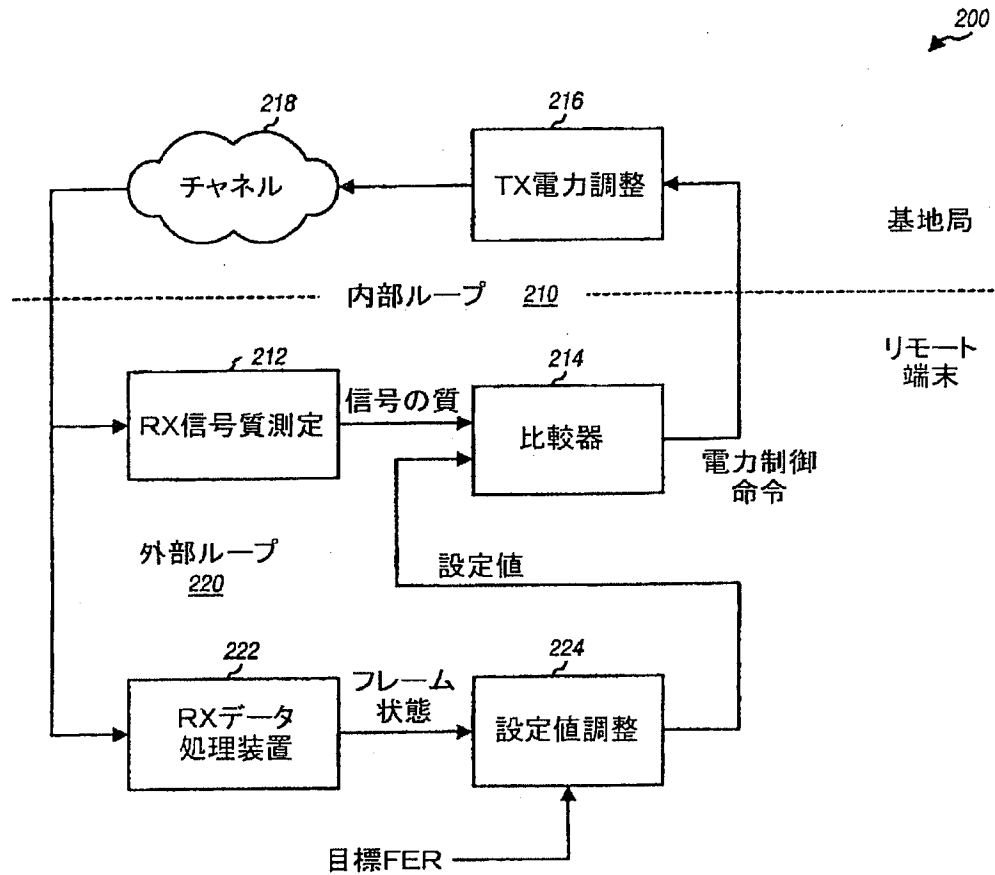 200
218
216
チャネル
TX電力調整
基地局
内部ループ 210
リモート
端末
212
214
RX信号質測定
信号の質
比較器
電力制御
命令
外部ループ
220
設定値
222
224
フレーム
状態
RXデータ
処理装置
設定値調整
目標FER